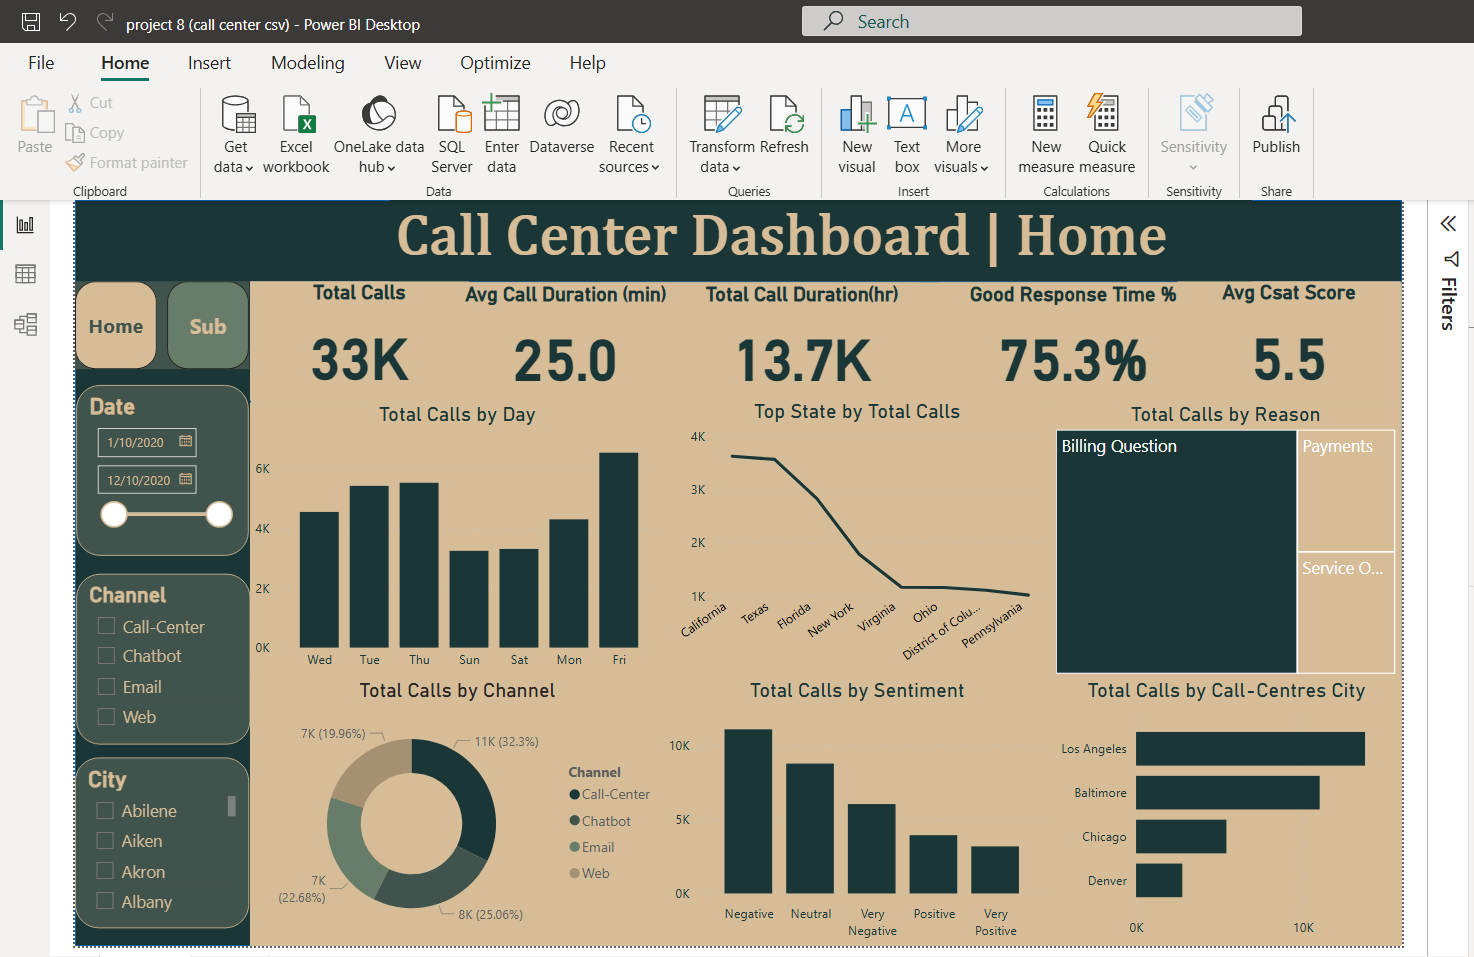 project 8 (call center csv) - Power BI Desktop
Search
File Home Insert Modeling View Optimize Help
Paste
Cut
Copy
Format painter
Clipboard
Get data
Excel workbook
OneLake data hub
SQL Server
Enter data
Dataverse
Recent sources
Data
Transform data
Refresh
Queries
New visual
Text box
More visuals
Insert
New measure
Quick measure
Calculations
Sensitivity
Sensitivity
Publish
Share
Call Center Dashboard | Home
Home
Sub
Total Calls
33K
Avg Call Duration (min)
25.0
Total Call Duration(hr)
13.7K
Good Response Time %
75.3%
Avg Csat Score
5.5
Filters
Date
1/10/2020
12/10/2020
Channel
Call-Center
Chatbot
Email
Web
City
Abilene
Aiken
Akron
Albany
Total Calls by Day
6K
4K
2K
0K
Wed Tue Thu Sun Sat Mon Fri
Top State by Total Calls
4K
3K
2K
1K
California
Texas
Florida
New York
Virginia
Ohio
District of Colu...
Pennsylvania
Total Calls by Reason
Billing Question
Payments
Service O...
Total Calls by Channel
7K (19.96%)
11K (32.3%)
7K
(22.68%)
8K (25.06%)
Channel
Call-Center
Chatbot
Email
Web
Total Calls by Sentiment
10K
5K
0K
Negative
Neutral
Very
Negative
Positive
Very
Positive
Total Calls by Call-Centres City
Los Angeles
Baltimore
Chicago
Denver
0K
10K